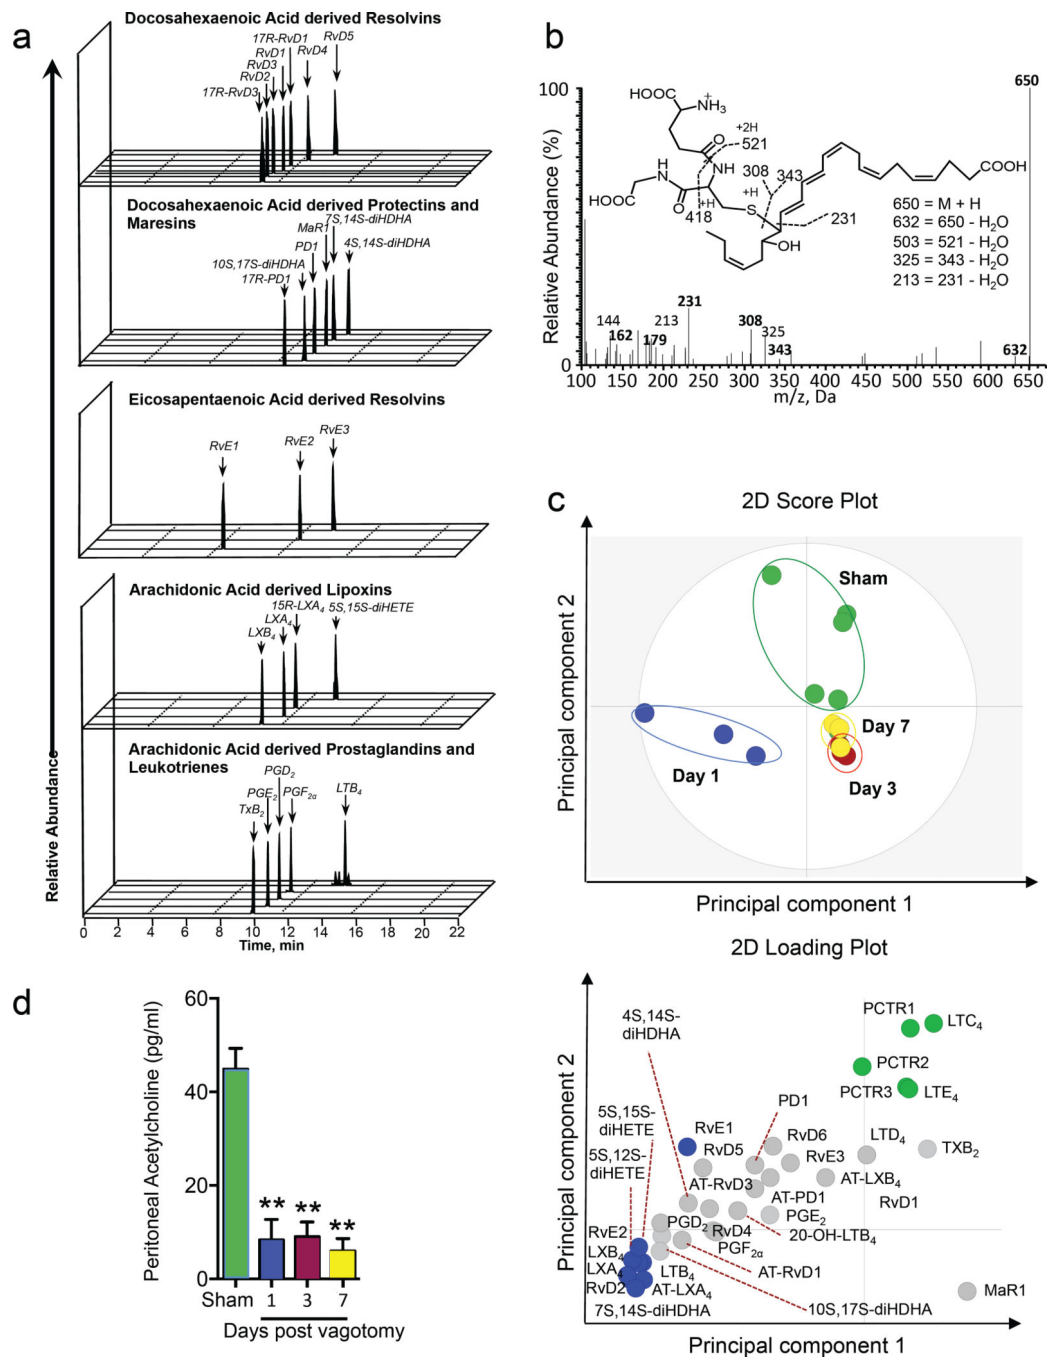 a
Docosahexaenoic Acid derived Resolvins
17R-RvD1
RvD5
RvD1
RvD4
RvD3
RvD2
17R-RvD3
Docosahexaenoic Acid derived Protectins and
Maresins
7S,14S-diHDHA
MaR1
4S,14S-diHDHA
PD1
10S,17S-diHDHA
17R-PD1
Eicosapentaenoic Acid derived Resolvins
RvE3
RvE2
RvE1
Arachidonic Acid derived Lipoxins
15R-LXA4 5S,15S-diHETE
LXA4
LXB4
Arachidonic Acid derived Prostaglandins and
Leukotrienes
PGD2
PGE2 PGF2α
LTB4
TxB2
Relative Abundance
0 2 4 6 8 10 12 14 16 18 20 22
Time, min
b
650
100
Relative Abundance (%)
0
HOOC
+
NH3
O
+2H
521
N
H
308
343
H
N
O
HOOC
+H
418
+H
S
OH
231
COOH
650 = M + H
632 = 650 - H2O
503 = 521 - H2O
325 = 343 - H2O
213 = 231 - H2O
144
162
179
213
231
308
325
343
632
100 150 200 250 300 350 400 450 500 550 600 650
m/z, Da
c
2D Score Plot
Principal component 2
Sham
Day 7
Day 1
Day 3
Principal component 1
2D Loading Plot
Principal component 2
4S,14S-
diHDHA
PCTR1
LTC4
PCTR2
PCTR3 LTE4
5S,15S-
diHETE
PD1
RvE1
RvD6
LTD4
TXB2
5S,12S-
diHETE
RvD5
RvE3
AT-RvD3
AT-LXB4
AT-PD1
RvD1
PGE2
RvE2
PGD2 RvD4
20-OH-LTB4
LXB4
PGF2α
LXA4
LTB4
AT-RvD1
RvD2
AT-LXA4
MaR1
7S,14S-diHDHA
10S,17S-diHDHA
Principal component 1
d
Peritoneal Acetylcholine (pg/ml)
60
40
20
0
** ** **
Sham 1 3 7
Days post vagotomy